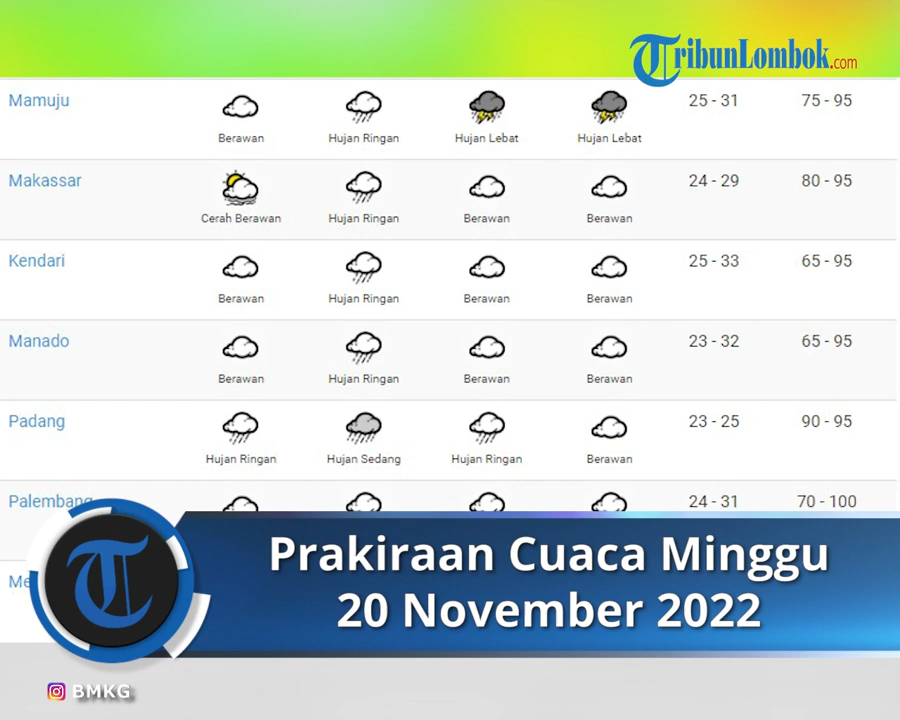 TribunLombok.com
Mamuju 25 - 31 75 - 95
Berawan Hujan Ringan Hujan Lebat Hujan Lebat
Makassar 24 - 29 80 - 95
Cerah Berawan Hujan Ringan Berawan Berawan
Kendari 25 - 33 65 - 95
Berawan Hujan Ringan Berawan Berawan
Manado 23 - 32 65 - 95
Berawan Hujan Ringan Berawan Berawan
Padang 23 - 25 90 - 95
Hujan Ringan Hujan Sedang Hujan Ringan Berawan
Palembang 24 - 31 70 - 100
Prakiraan Cuaca Minggu
20 November 2022
T
BMKG